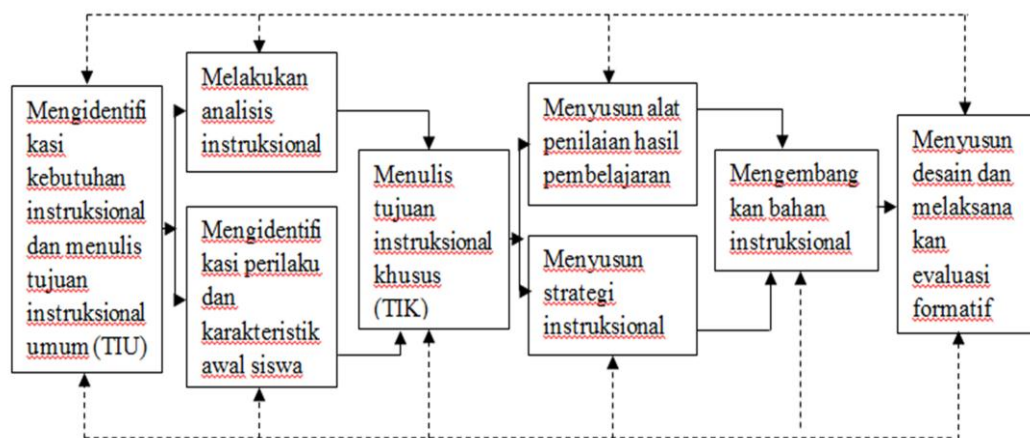 Mengidentifi
kasi
kebutuhan
instruksional
dan menulis
tujuan
instruksional
umum (TIU)
Melakukan
analisis
instruksional
Mengidentifi
kasi perilaku
dan
karakteristik
awal siswa
Menulis
tujuan
instruksional
khusus
(TIK)
Menyusun alat
penilaian hasil
pembelajaran
Menyusun
strategi
instruksional
Mengembang
kan bahan
instruksional
Menyusun
desain dan
melaksana
kan
evaluasi
formatif